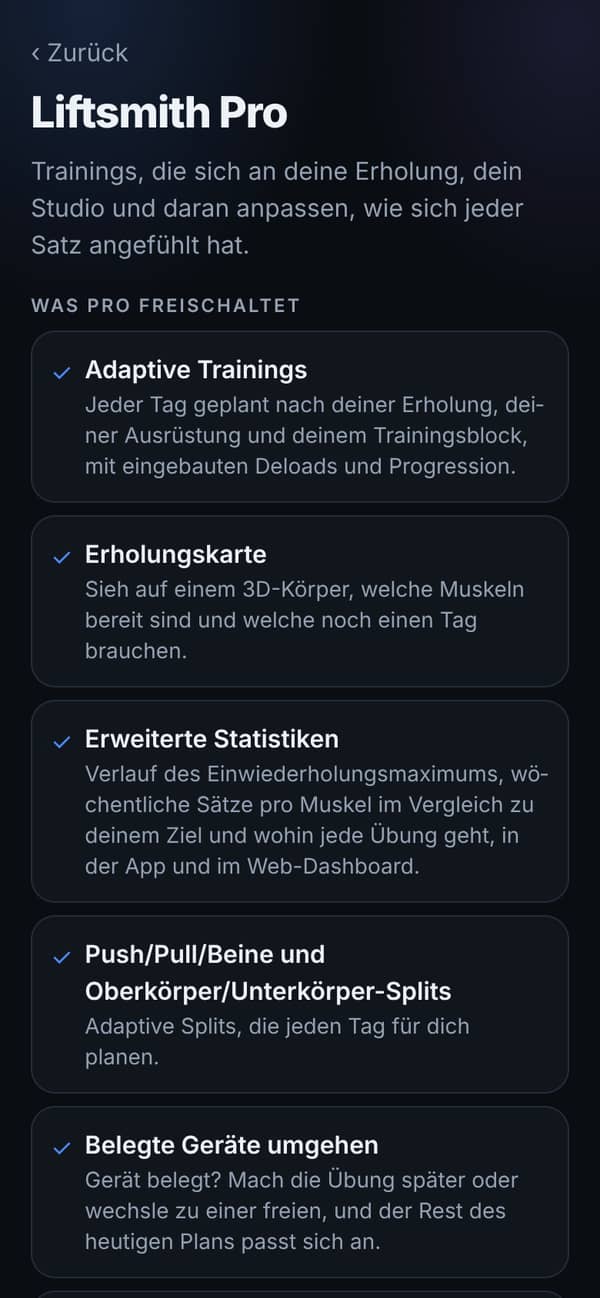 ‹ Zurück
Liftsmith Pro
Trainings, die sich an deine Erholung, dein
Studio und daran anpassen, wie sich jeder
Satz angefühlt hat.
WAS PRO FREISCHALTET
Adaptive Trainings
Jeder Tag geplant nach deiner Erholung, dei-
ner Ausrüstung und deinem Trainingsblock,
mit eingebauten Deloads und Progression.
Erholungskarte
Sieh auf einem 3D-Körper, welche Muskeln
bereit sind und welche noch einen Tag
brauchen.
Erweiterte Statistiken
Verlauf des Einwiederholungsmaximums, wö-
chentliche Sätze pro Muskel im Vergleich zu
deinem Ziel und wohin jede Übung geht, in
der App und im Web-Dashboard.
Push/Pull/Beine und
Oberkörper/Unterkörper-Splits
Adaptive Splits, die jeden Tag für dich
planen.
Belegte Geräte umgehen
Gerät belegt? Mach die Übung später oder
wechsle zu einer freien, und der Rest des
heutigen Plans passt sich an.